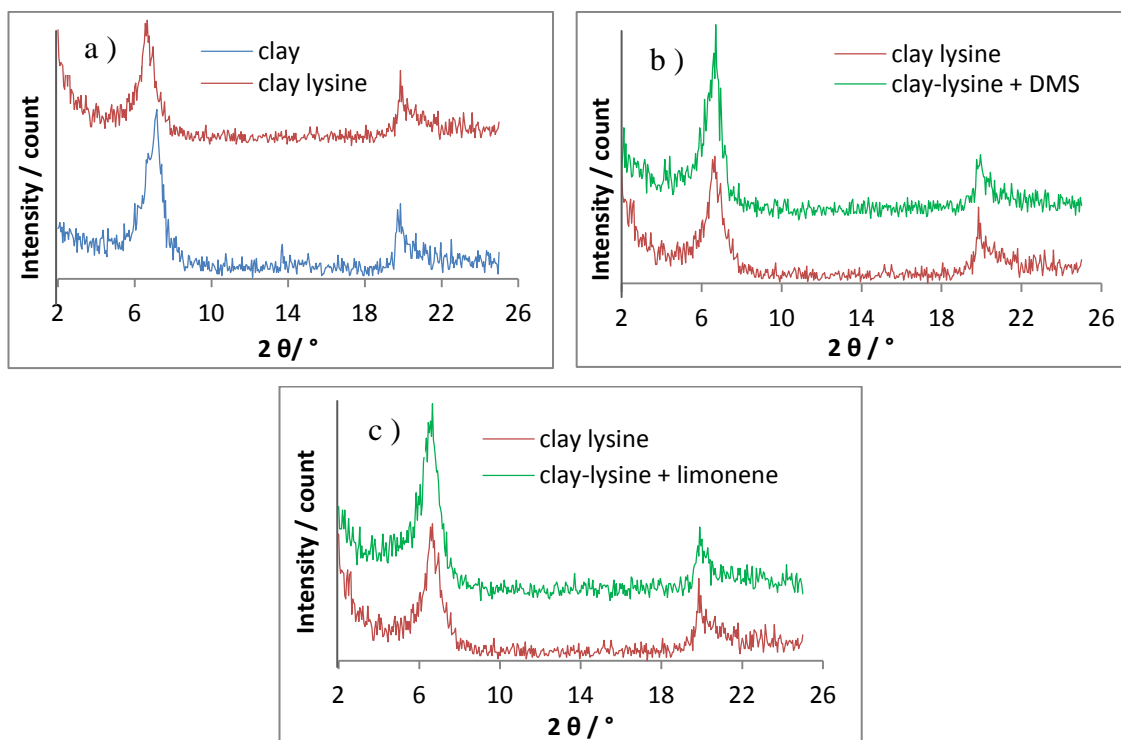 a )
clay
clay lysine
Intensity / count
2 6 10 14 18 22 26
2 θ/ °
b )
clay lysine
clay-lysine + DMS
Intensity / count
2 6 10 14 18 22 26
2 θ/ °
c )
clay lysine
clay-lysine + limonene
Intensity / count
2 6 10 14 18 22 26
2 θ/ °